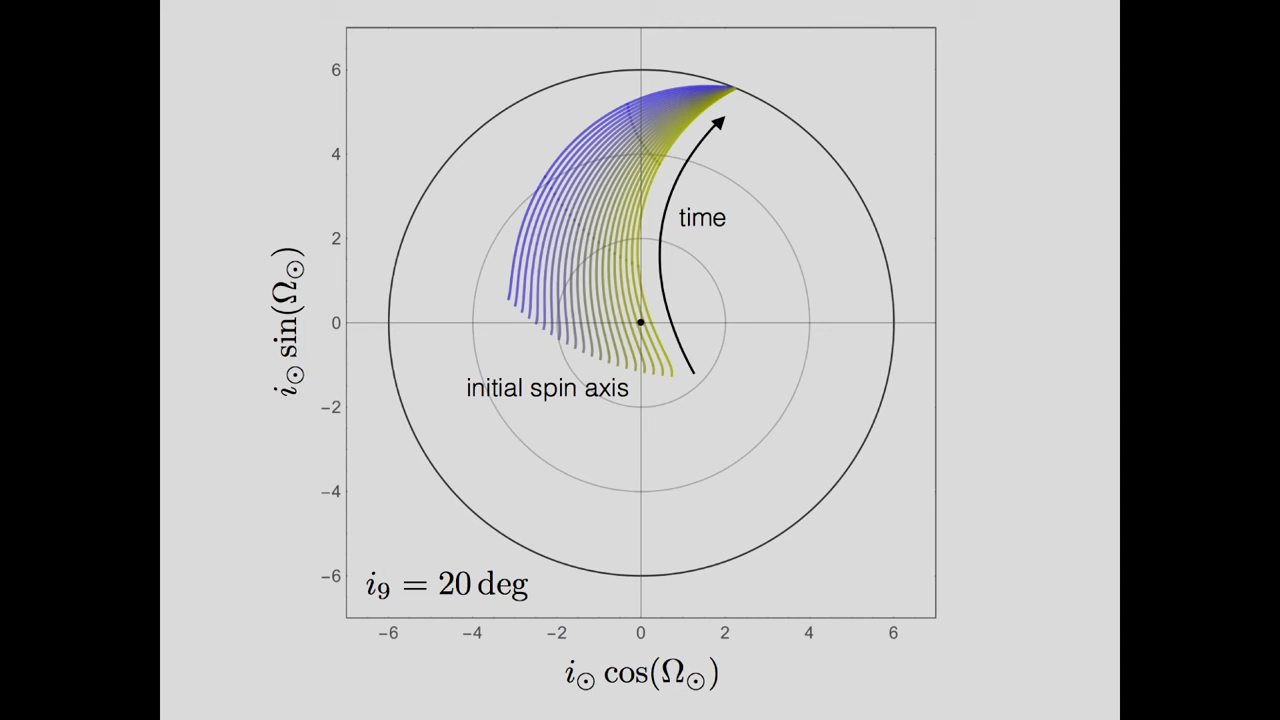 6
4
2
0
−2
−4
−6
i⊙ sin(Ω⊙)
time
initial spin axis
i₉ = 20 deg
−6 −4 −2 0 2 4 6
i⊙ cos(Ω⊙)